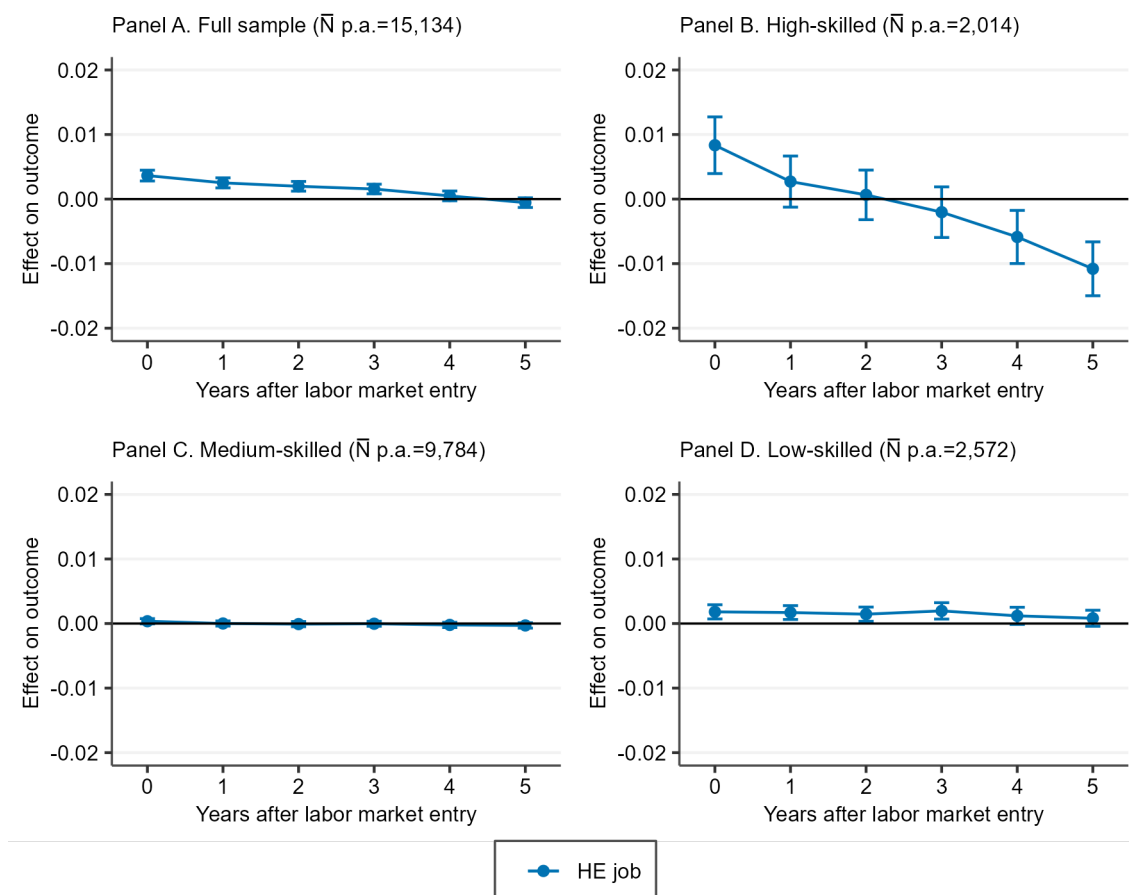 Panel A. Full sample (N̅ p.a.=15,134)
0.02
0.01
0.00
-0.01
-0.02
Effect on outcome
0 1 2 3 4 5
Years after labor market entry
Panel B. High-skilled (N̅ p.a.=2,014)
0.02
0.01
0.00
-0.01
-0.02
Effect on outcome
0 1 2 3 4 5
Years after labor market entry
Panel C. Medium-skilled (N̅ p.a.=9,784)
0.02
0.01
0.00
-0.01
-0.02
Effect on outcome
0 1 2 3 4 5
Years after labor market entry
Panel D. Low-skilled (N̅ p.a.=2,572)
0.02
0.01
0.00
-0.01
-0.02
Effect on outcome
0 1 2 3 4 5
Years after labor market entry
HE job